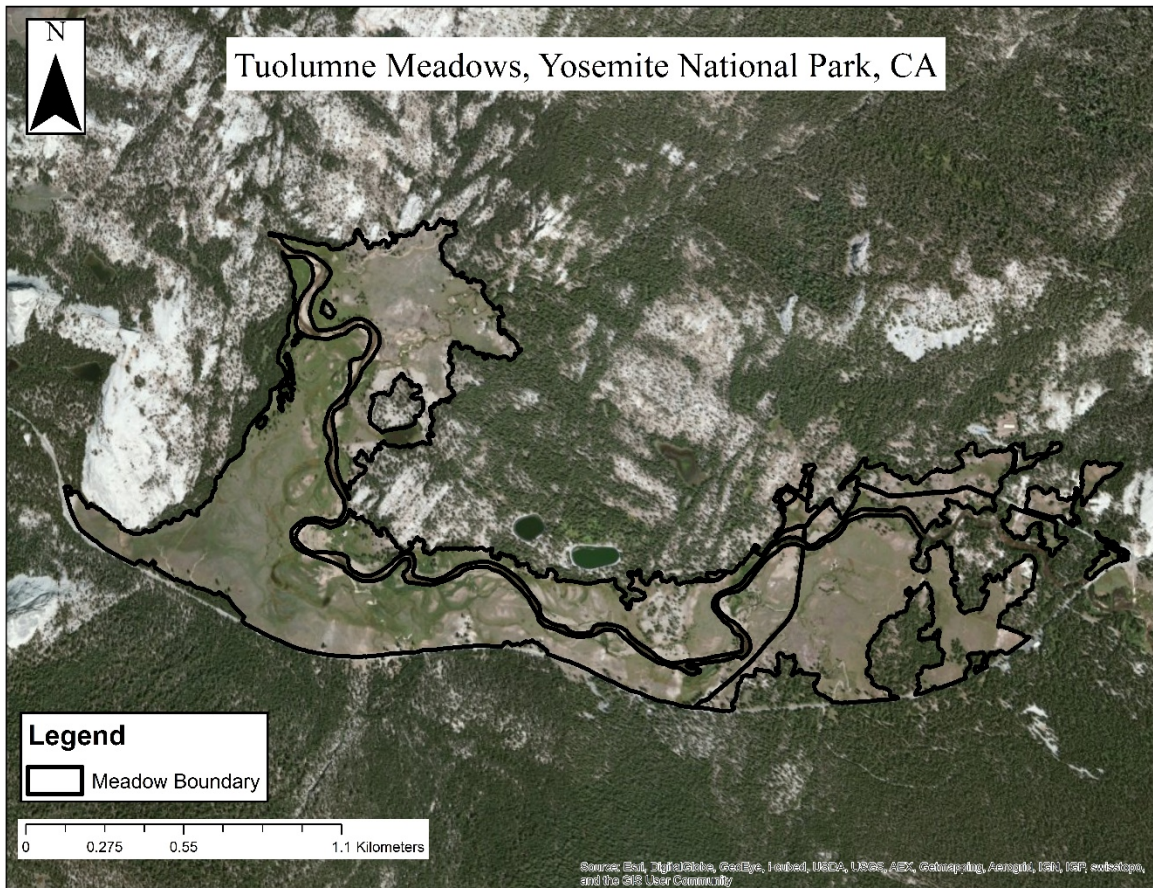 N
Tuolumne Meadows, Yosemite National Park, CA
Legend
Meadow Boundary
0 0.275 0.55 1.1 Kilometers
Source: Esri, DigitalGlobe, GeoEye, i-cubed, USDA, USGS, AEX, Getmapping, Aerogrid, IGN, IGP, swisstopo,
and the GIS User Community